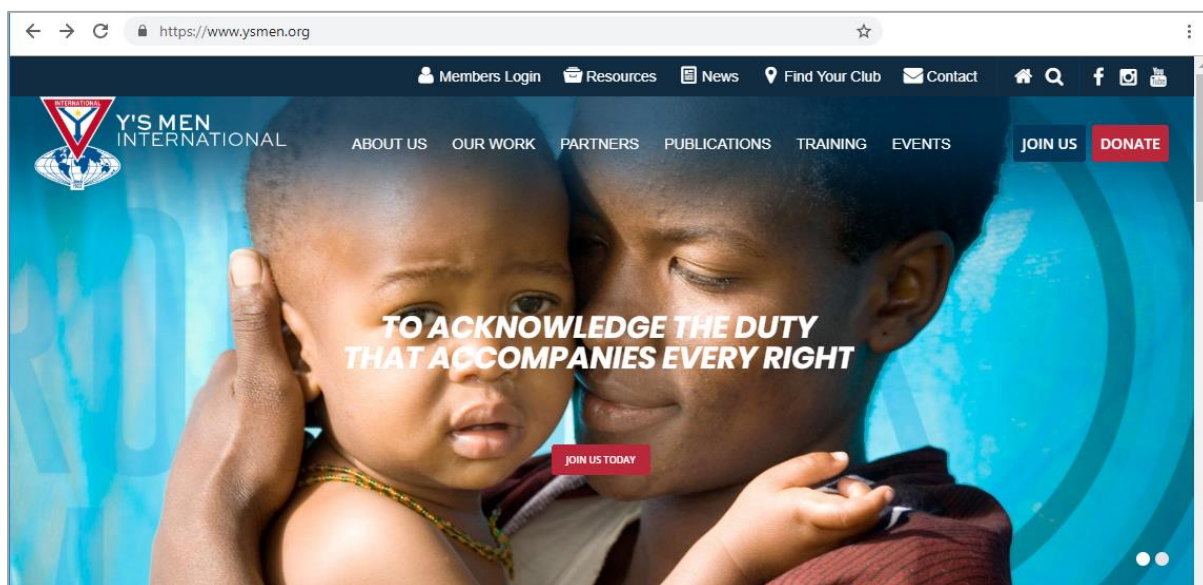 https://www.ysmen.org
Members Login Resources News Find Your Club Contact
INTERNATIONAL
Y'S MEN
INTERNATIONAL
ABOUT US OUR WORK PARTNERS PUBLICATIONS TRAINING EVENTS JOIN US DONATE
TO ACKNOWLEDGE THE DUTY
THAT ACCOMPANIES EVERY RIGHT
JOIN US TODAY